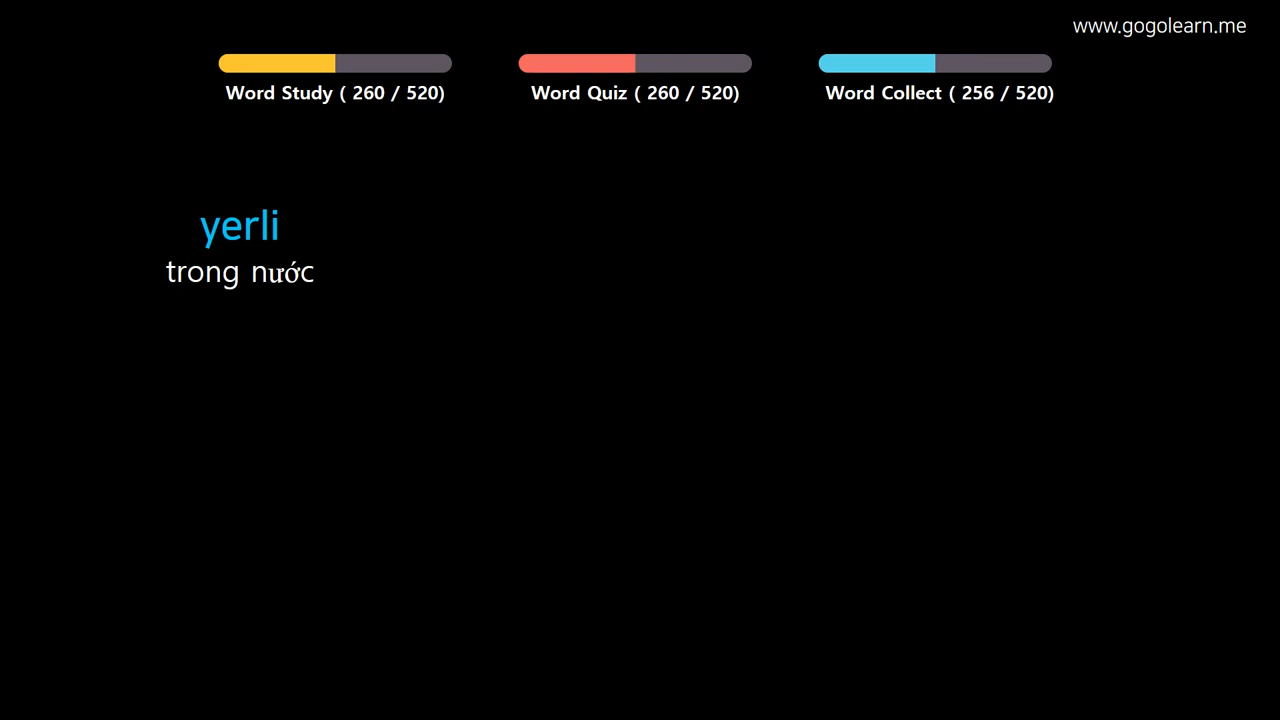 www.gogolearn.me
Word Study ( 260 / 520)
Word Quiz ( 260 / 520)
Word Collect ( 256 / 520)
yerli
trong nước